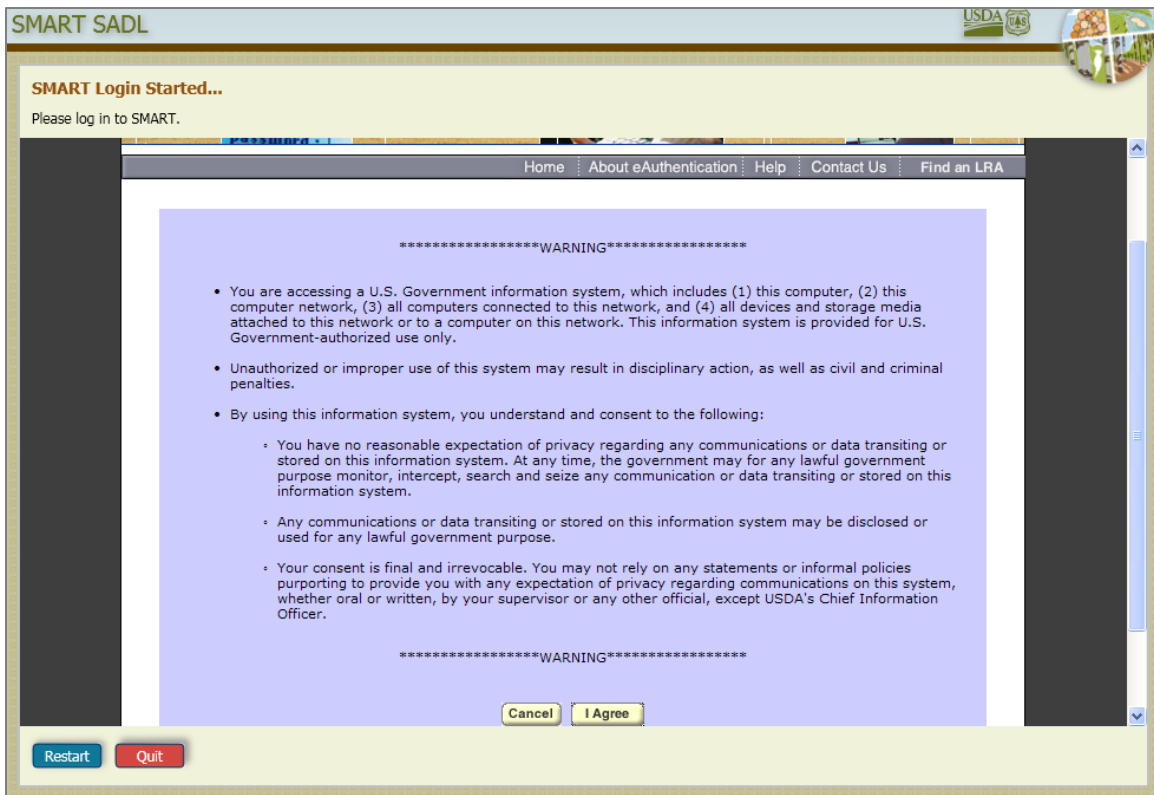 SMART SADL
USDA
UAS
SMART Login Started...
Please log in to SMART.
Password:
Home About eAuthentication Help Contact Us Find an LRA
*****************WARNING*****************
• You are accessing a U.S. Government information system, which includes (1) this computer, (2) this
computer network, (3) all computers connected to this network, and (4) all devices and storage media
attached to this network or to a computer on this network. This information system is provided for U.S.
Government-authorized use only.
• Unauthorized or improper use of this system may result in disciplinary action, as well as civil and criminal
penalties.
• By using this information system, you understand and consent to the following:
◦ You have no reasonable expectation of privacy regarding any communications or data transiting or
stored on this information system. At any time, the government may for any lawful government
purpose monitor, intercept, search and seize any communication or data transiting or stored on this
information system.
◦ Any communications or data transiting or stored on this information system may be disclosed or
used for any lawful government purpose.
◦ Your consent is final and irrevocable. You may not rely on any statements or informal policies
purporting to provide you with any expectation of privacy regarding communications on this system,
whether oral or written, by your supervisor or any other official, except USDA's Chief Information
Officer.
*****************WARNING*****************
Cancel I Agree
Restart Quit